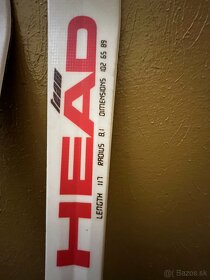 HEAD
LENGTH 117 RADIUS 8.1 DIMENSIONS 102 65 89
© bazos.sk